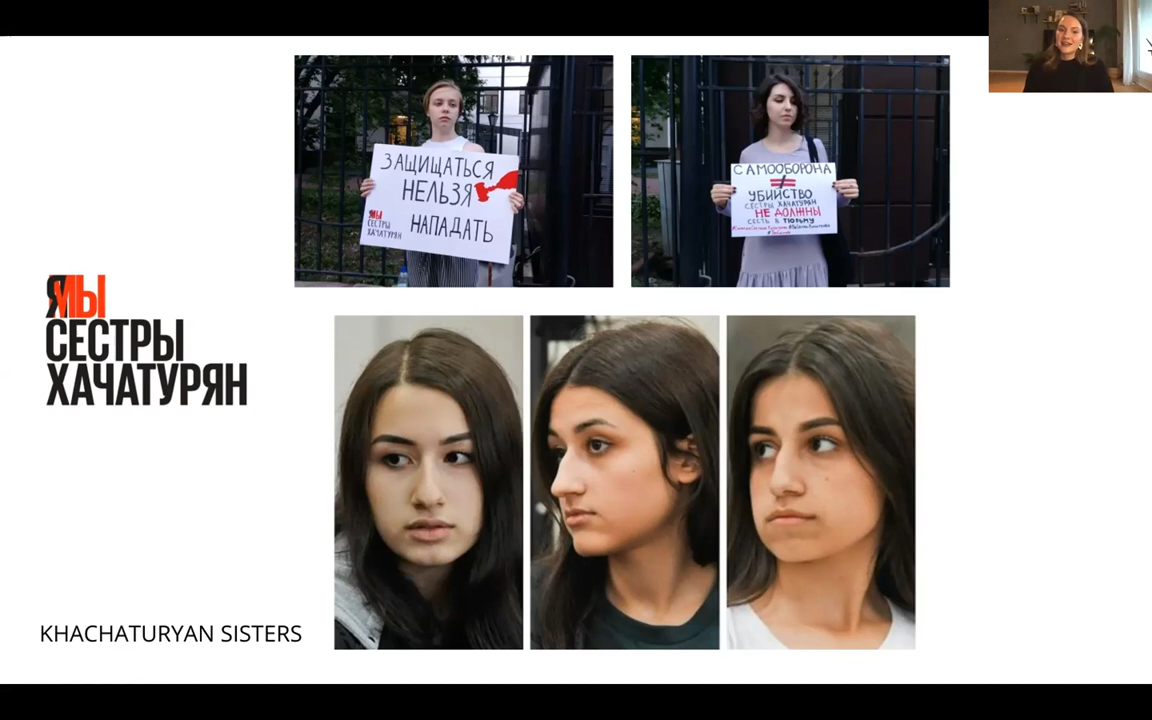 ЗАЩИЩАТЬСЯ
НЕЛЬЗЯ
НАПАДАТЬ
ЯМЫ
СЕСТРЫ
ХАЧАТУРЯН
САМООБОРОНА
≠
УБИЙСТВО
СЕСТРЫ ХАЧАТУРЯН
НЕ ДОЛЖНЫ
СЕСТЬ В ТЮРЬМУ
ЯМЫ
СЕСТРЫ
ХАЧАТУРЯН
KHACHATURYAN SISTERS